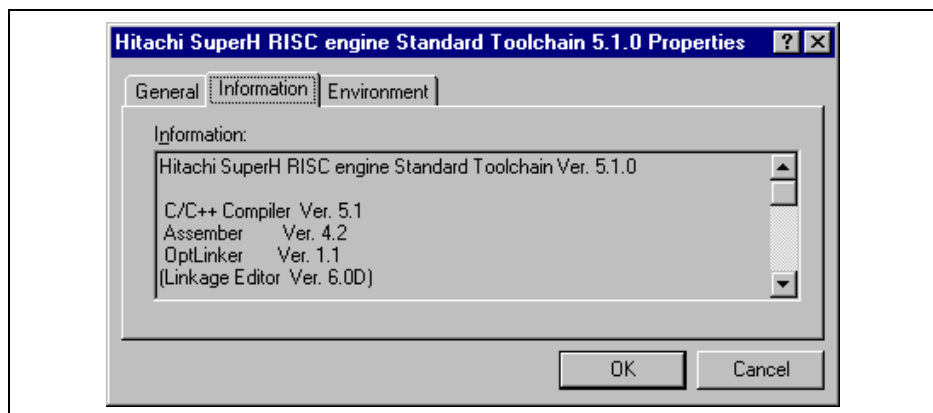 Hitachi SuperH RISC engine Standard Toolchain 5.1.0 Properties
General Information Environment
Information:
Hitachi SuperH RISC engine Standard Toolchain Ver. 5.1.0
C/C++ Compiler Ver. 5.1
Assember Ver. 4.2
OptLinker Ver. 1.1
(Linkage Editor Ver. 6.0D)
OK Cancel